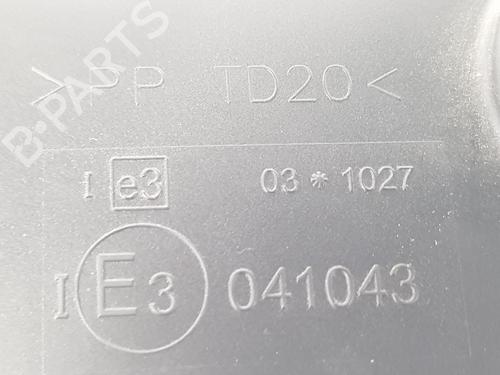 B-PARTS
>PP TD20<
I e3 03*1027
I E3 041043